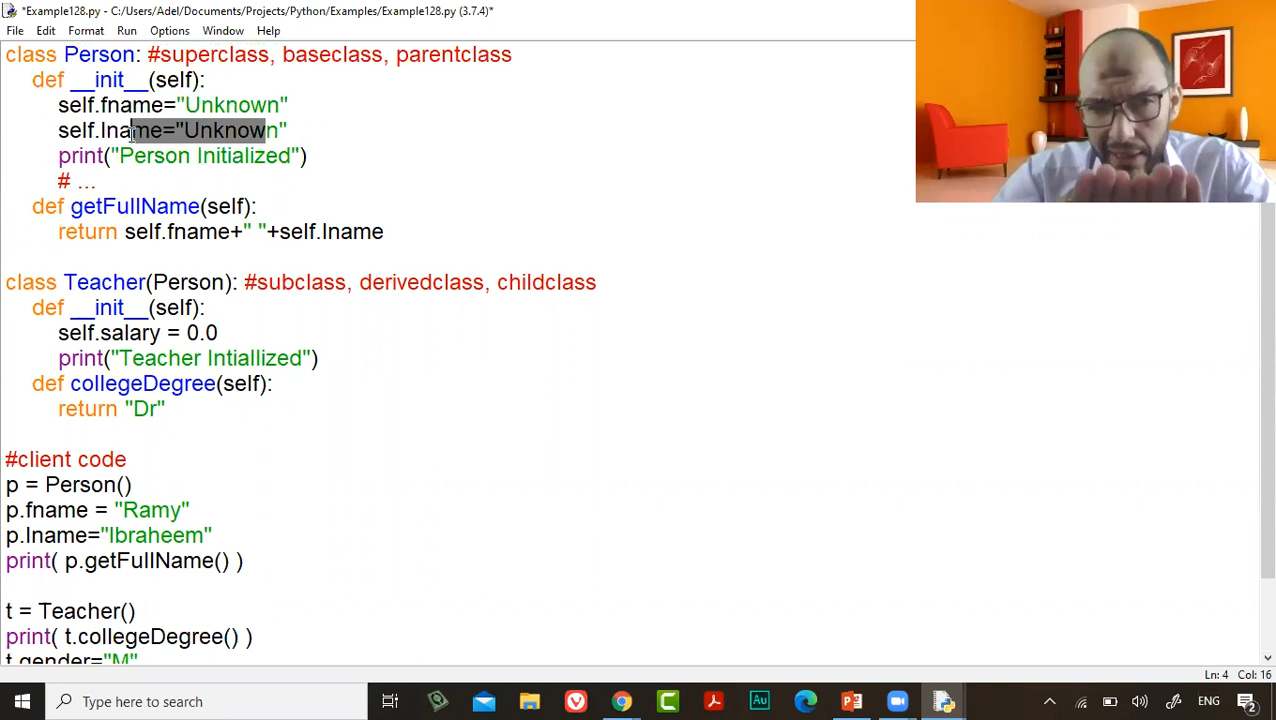 *Example128.py - C:/Users/Adel/Documents/Projects/Python/Examples/Example128.py (3.7.4)*
File Edit Format Run Options Window Help
class Person: #superclass, baseclass, parentclass
def __init__(self):
self.fname="Unknown"
self.lname="Unknown"
print("Person Initialized")
# ...
def getFullName(self):
return self.fname+" "+self.lname
class Teacher(Person): #subclass, derivedclass, childclass
def __init__(self):
self.salary = 0.0
print("Teacher Intiallized")
def collegeDegree(self):
return "Dr"
#client code
p = Person()
p.fname = "Ramy"
p.lname="Ibraheem"
print( p.getFullName() )
t = Teacher()
print( t.collegeDegree() )
t.gender="M"
Ln: 4 Col: 16
Type here to search
Au
ENG
2